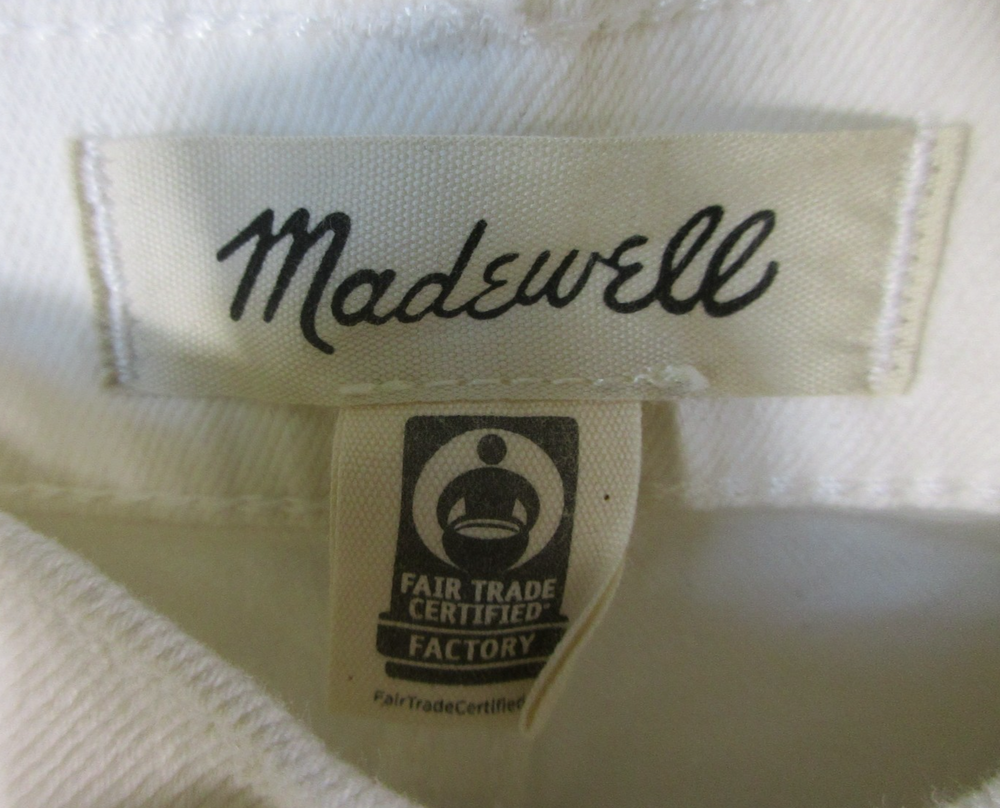 Madewell
FAIR TRADE
CERTIFIED
FACTORY
FairTradeCertified